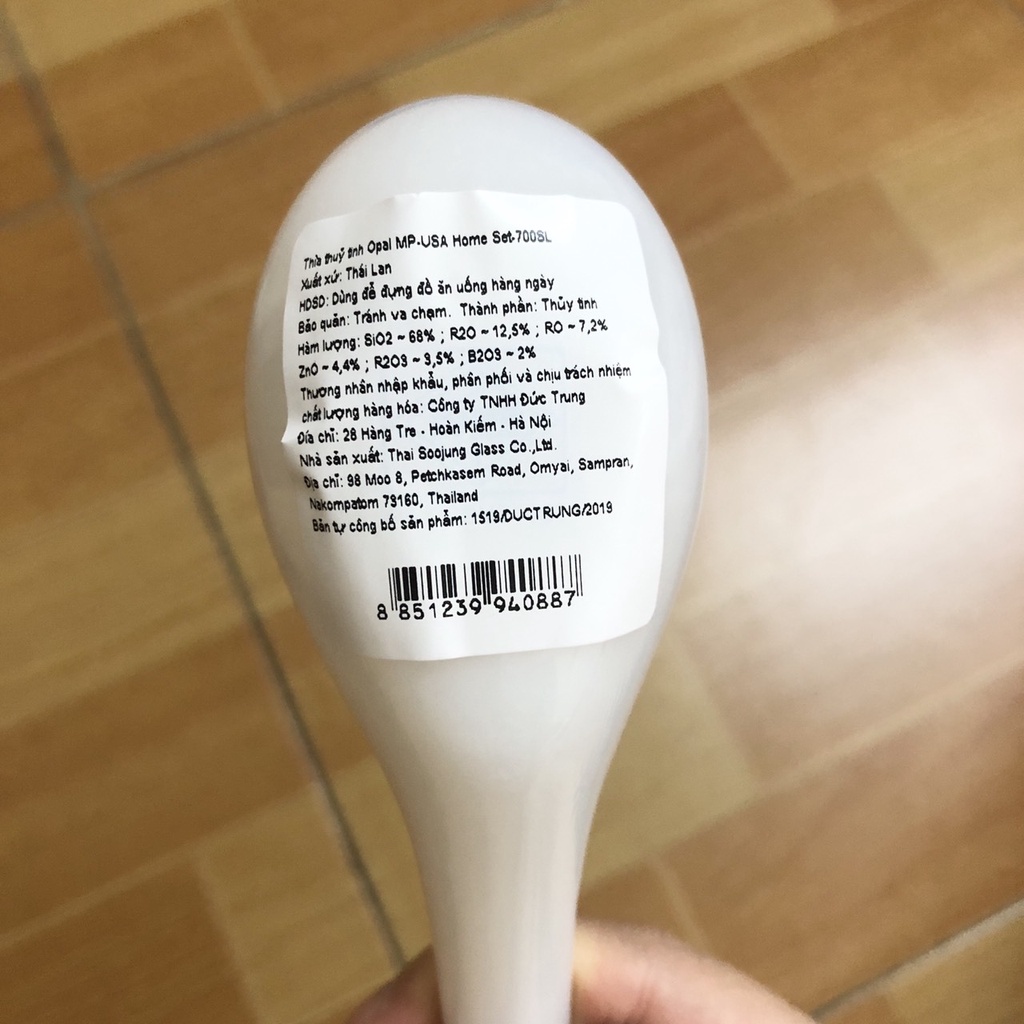 Thìa thuỷ tinh Opal MP-USA Home Set-700SL
Xuất xứ: Thái Lan
HDSD: Dùng để đựng đồ ăn uống hàng ngày
Bảo quản: Tránh va chạm. Thành phần: Thủy tinh
Hàm lượng: SiO2 ~ 68% ; R2O ~ 12,5% ; RO ~ 7,2%
ZnO ~ 4,4% ; R2O3 ~ 3,5% ; B2O3 ~ 2%
Thương nhân nhập khẩu, phân phối và chịu trách nhiệm
chất lượng hàng hóa: Công ty TNHH Đức Trung
Địa chỉ: 28 Hàng Tre - Hoàn Kiếm - Hà Nội
Nhà sản xuất: Thai Soojung Glass Co.,Ltd.
Địa chỉ: 98 Moo 8, Petchkasem Road, Omyai, Sampran,
Nakornpatom 73160, Thailand
Bản tự công bố sản phẩm: 1519/DUCTRUNG/2019
8 851239 940887